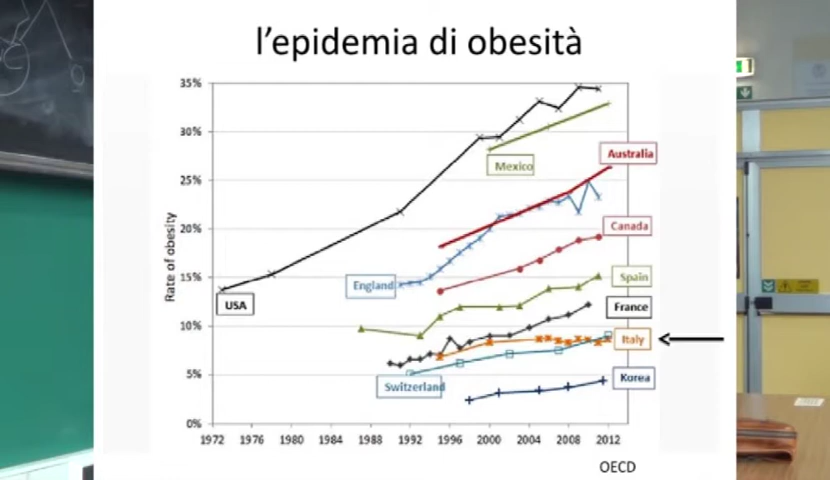 l'epidemia di obesità
35%
30%
25%
20%
15%
10%
5%
0%
Rate of obesity
Mexico
Australia
Canada
England
Spain
USA
France
Italy
Switzerland
Korea
1972 1976 1980 1984 1988 1992 1996 2000 2004 2008 2012
OECD